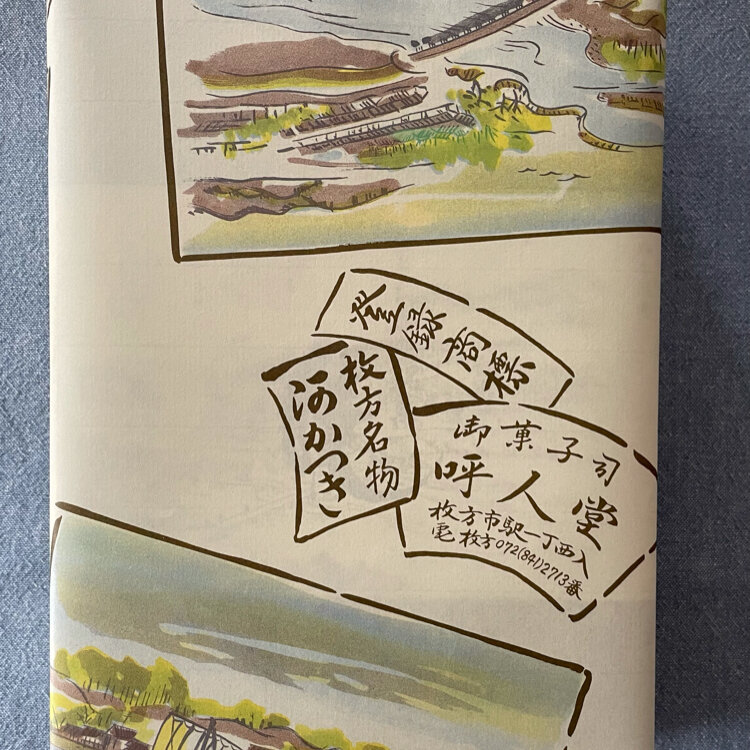 登録商標
枚方名物
河かつき
御菓子司
呼人堂
枚方市駅一丁西入
電 枚方072(841)2713番